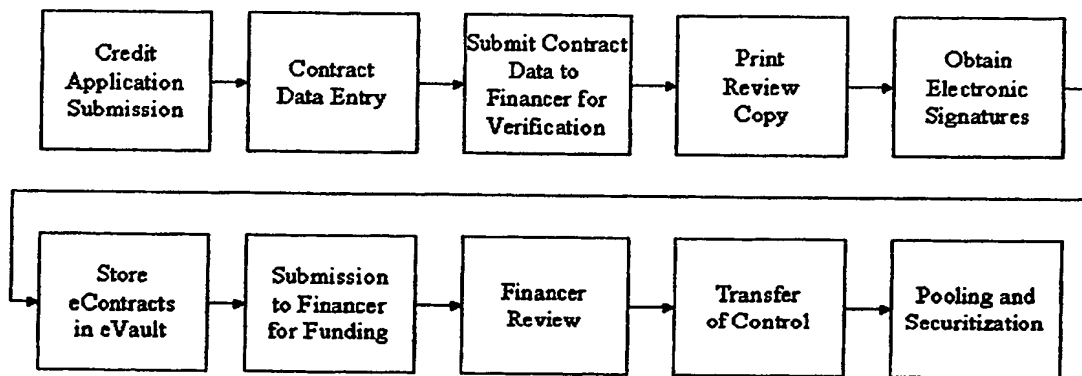 Credit
Application
Submission
Contract
Data Entry
Submit Contract
Data to
Financer for
Verification
Print
Review
Copy
Obtain
Electronic
Signatures
Store
eContracts
in eVault
Submission
to Financer
for Funding
Financer
Review
Transfer
of Control
Pooling and
Securitization